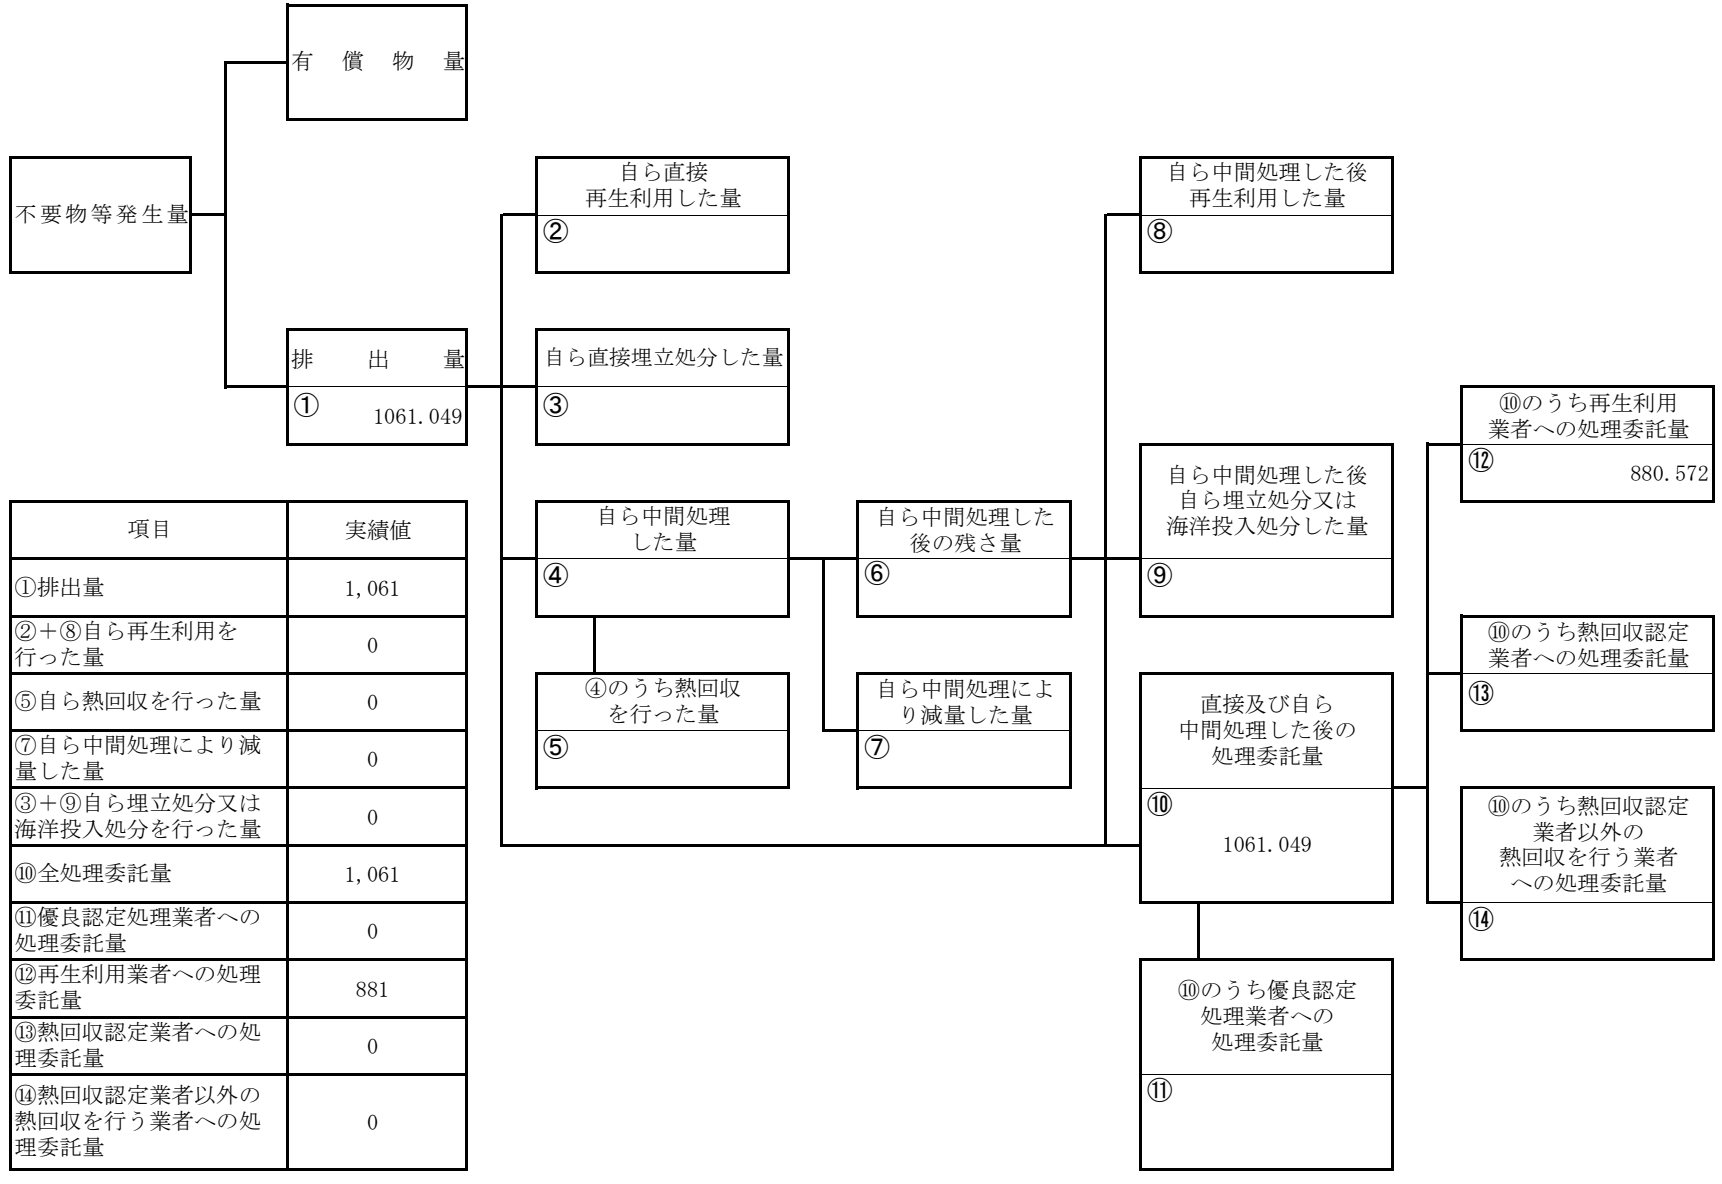 有償物量
不要物等発生量
自ら直接
再生利用した量
②
自ら中間処理した後
再生利用した量
⑧
排出量
①
1061.049
自ら直接埋立処分した量
③
⑩のうち再生利用
業者への処理委託量
⑫
880.572
自ら中間処理
した量
④
自ら中間処理した
後の残さ量
⑥
自ら中間処理した後
自ら埋立処分又は
海洋投入処分した量
⑨
④のうち熱回収
を行った量
⑤
自ら中間処理によ
り減量した量
⑦
直接及び自ら
中間処理した後の
処理委託量
⑩
1061.049
⑩のうち熱回収認定
業者への処理委託量
⑬
⑩のうち熱回収認定
業者以外の
熱回収を行う業者
への処理委託量
⑭
⑩のうち優良認定
処理業者への
処理委託量
⑪
項目
実績値
①排出量
1,061
②＋⑧自ら再生利用を
行った量
0
⑤自ら熱回収を行った量
0
⑦自ら中間処理により減
量した量
0
③＋⑨自ら埋立処分又は
海洋投入処分を行った量
0
⑩全処理委託量
1,061
⑪優良認定処理業者への
処理委託量
0
⑫再生利用業者への処理
委託量
881
⑬熱回収認定業者への処
理委託量
0
⑭熱回収認定業者以外の
熱回収を行う業者への処
理委託量
0